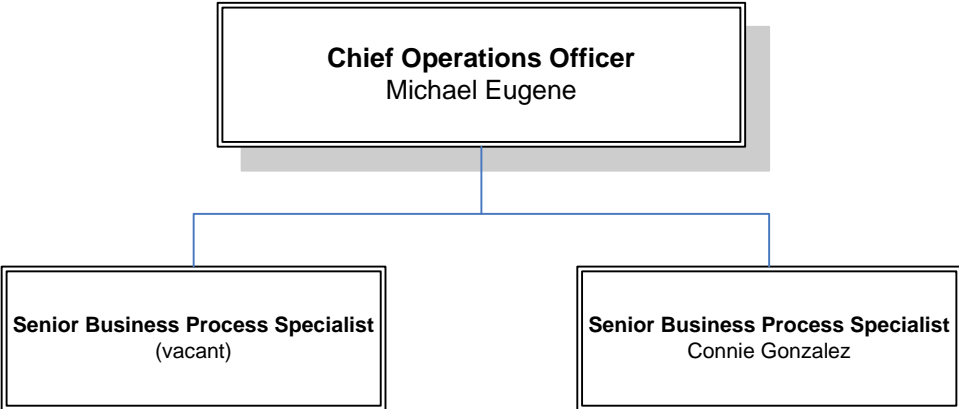 Chief Operations Officer
Michael Eugene
Senior Business Process Specialist
(vacant)
Senior Business Process Specialist
Connie Gonzalez